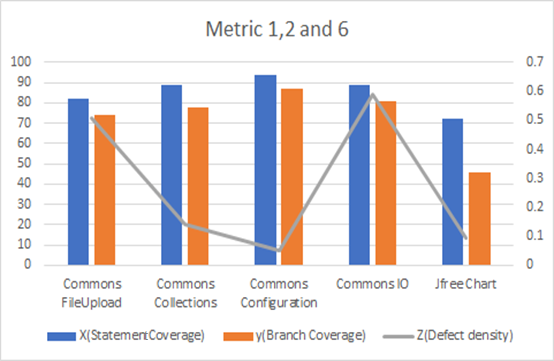 Metric 1,2 and 6
100
90
80
70
60
50
40
30
20
10
0
0.7
0.6
0.5
0.4
0.3
0.2
0.1
0
Commons FileUpload
Commons Collections
Commons Configuration
Commons IO
Jfree Chart
X(StatementCoverage)
y(Branch Coverage)
Z(Defect density)